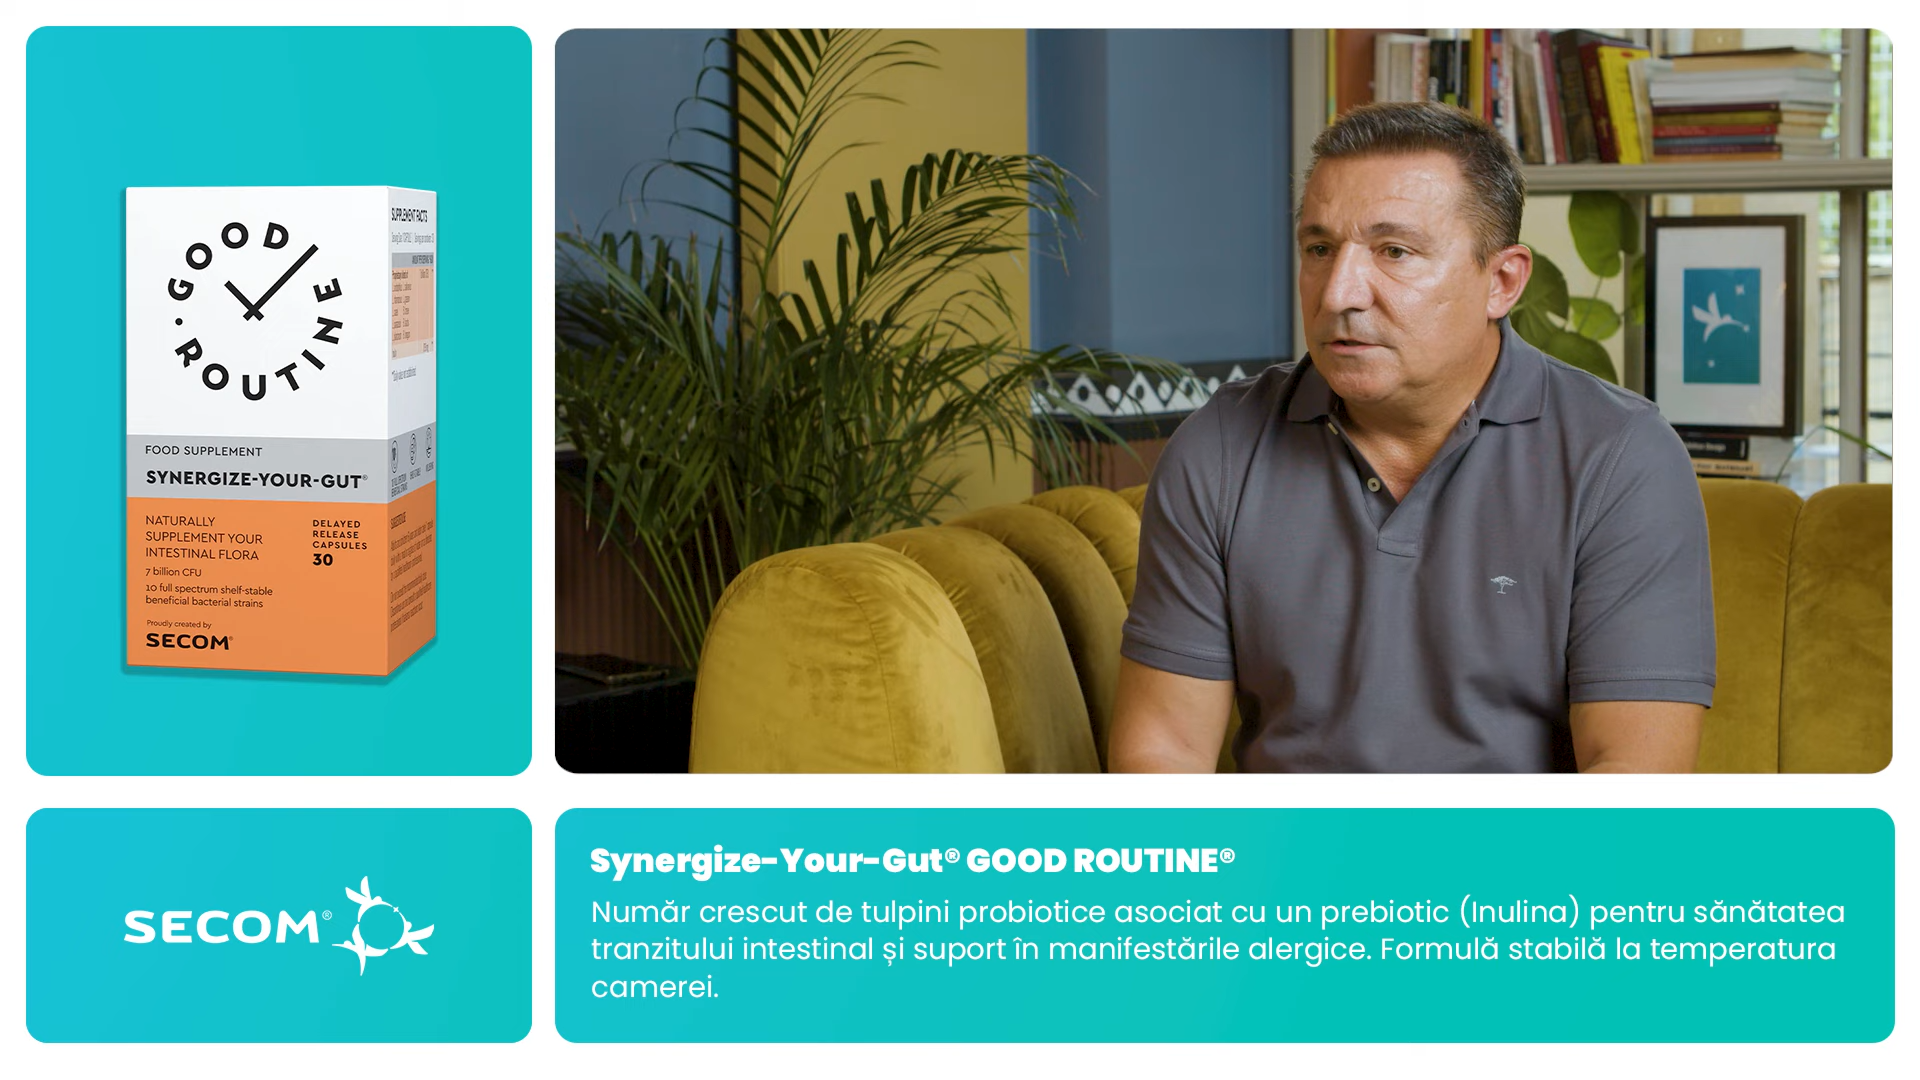 GOOD · ROUTINE
FOOD SUPPLEMENT
SYNERGIZE-YOUR-GUT®
NATURALLY
SUPPLEMENT YOUR
INTESTINAL FLORA
7 billion CFU
10 full spectrum shelf-stable
beneficial bacterial strains
Proudly created by
SECOM®
DELAYED
RELEASE
CAPSULES
30
SUPPLEMENT FACTS
SECOM®
Synergize-Your-Gut® GOOD ROUTINE®
Număr crescut de tulpini probiotice asociat cu un prebiotic (Inulina) pentru sănătatea
tranzitului intestinal și suport în manifestările alergice. Formulă stabilă la temperatura
camerei.